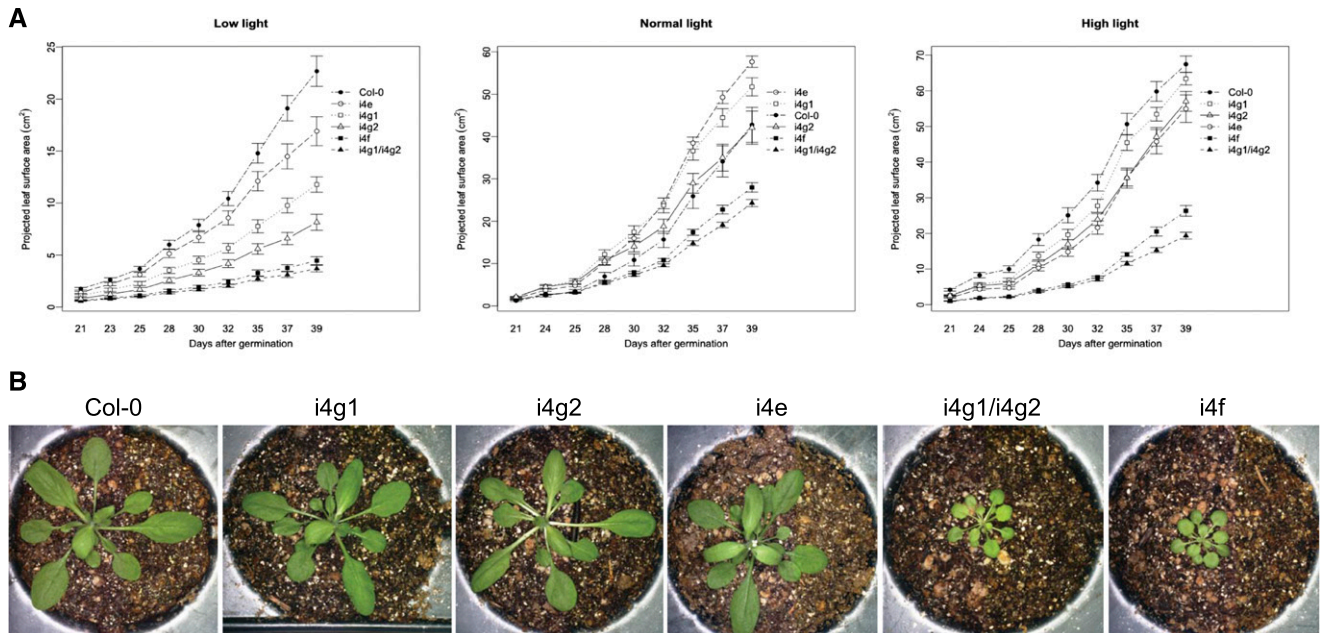 A
Low light
Projected leaf surface area (cm²)
25
20
15
10
5
0
Col-0
i4e
i4g1
i4g2
i4f
i4g1/i4g2
21 23 25 28 30 32 35 37 39
Days after germination
Normal light
Projected leaf surface area (cm²)
60
50
40
30
20
10
0
i4e
i4g1
Col-0
i4g2
i4f
i4g1/i4g2
21 24 25 28 30 32 35 37 39
Days after germination
High light
Projected leaf surface area (cm²)
70
60
50
40
30
20
10
0
Col-0
i4g1
i4g2
i4e
i4f
i4g1/i4g2
21 24 25 28 30 32 35 37 39
Days after germination
B
Col-0 i4g1 i4g2 i4e i4g1/i4g2 i4f